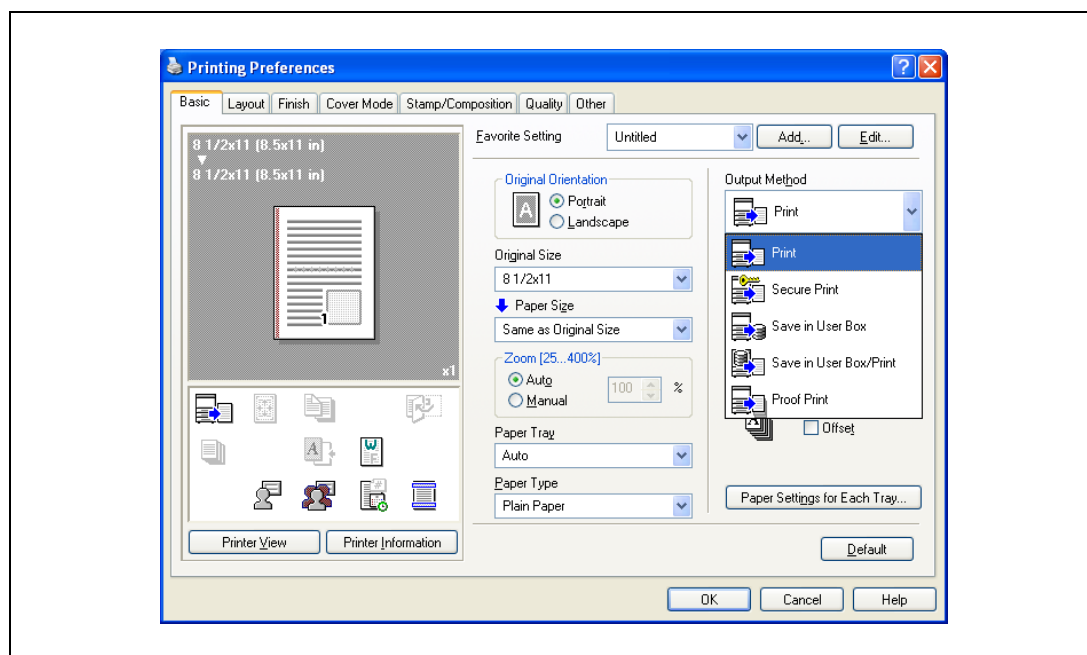 Printing Preferences
Basic Layout Finish Cover Mode Stamp/Composition Quality Other
8 1/2x11 (8.5x11 in)
8 1/2x11 (8.5x11 in)
1
x1
Printer View Printer Information
Favorite Setting Untitled Add... Edit...
Original Orientation
A Portrait
Landscape
Original Size
8 1/2x11
Paper Size
Same as Original Size
Zoom [25...400%]
Auto
Manual
100 %
Paper Tray
Auto
Paper Type
Plain Paper
Output Method
Print
Print
Secure Print
Save in User Box
Save in User Box/Print
Proof Print
Offset
Paper Settings for Each Tray...
Default
OK Cancel Help